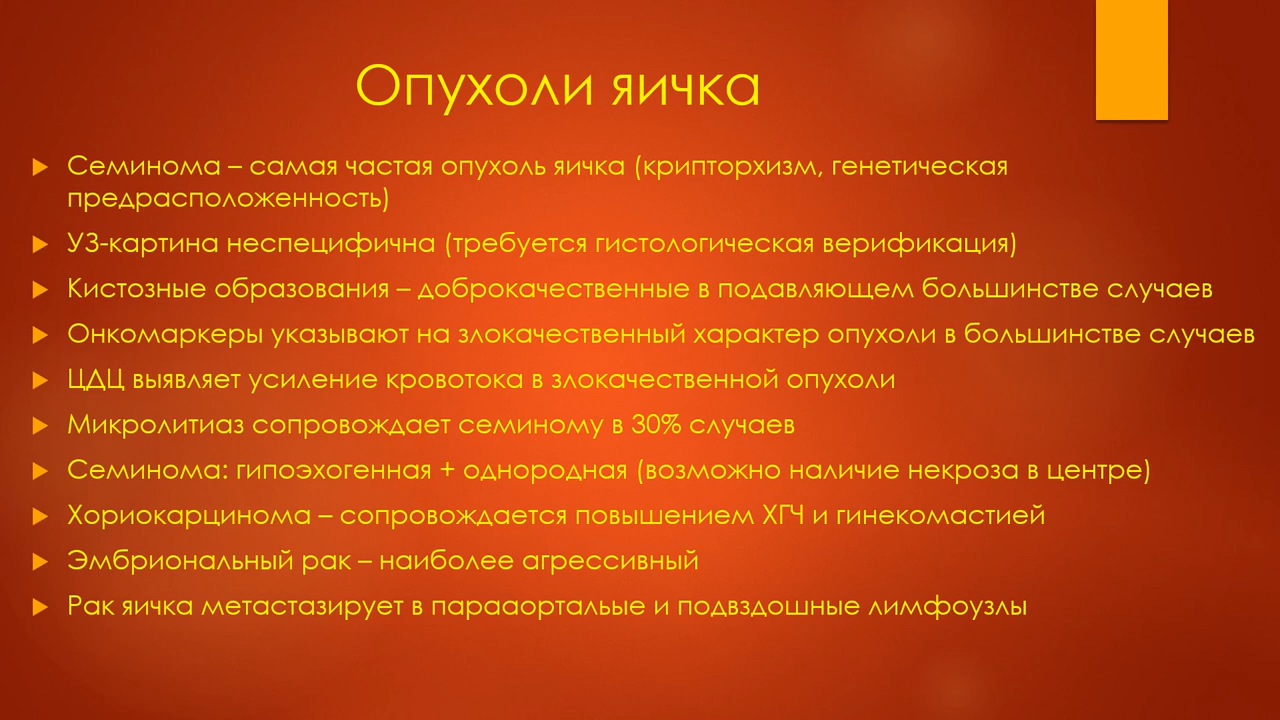 Опухоли яичка
Семинома – самая частая опухоль яичка (крипторхизм, генетическая
предрасположенность)
УЗ-картина неспецифична (требуется гистологическая верификация)
Кистозные образования – доброкачественные в подавляющем большинстве случаев
Онкомаркеры указывают на злокачественный характер опухоли в большинстве случаев
ЦДЦ выявляет усиление кровотока в злокачественной опухоли
Микролитиаз сопровождает семиному в 30% случаев
Семинома: гипоэхогенная + однородная (возможно наличие некроза в центре)
Хориокарцинома – сопровождается повышением ХГЧ и гинекомастией
Эмбриональный рак – наиболее агрессивный
Рак яичка метастазирует в парааортальые и подвздошные лимфоузлы